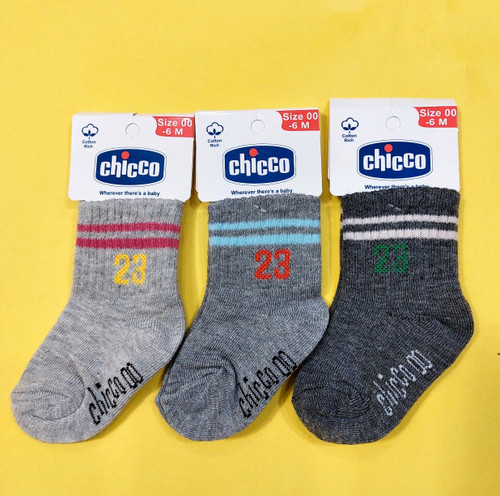 Size 00
-6 M
Cotton
Rich
chicco
Wherever there's a baby
23
chicco 00
Size 00
-6 M
Cotton
Rich
chicco
Wherever there's a baby
23
chicco 00
Size 00
-6 M
Cotton
Rich
chicco
Wherever there's a baby
23
chicco 00